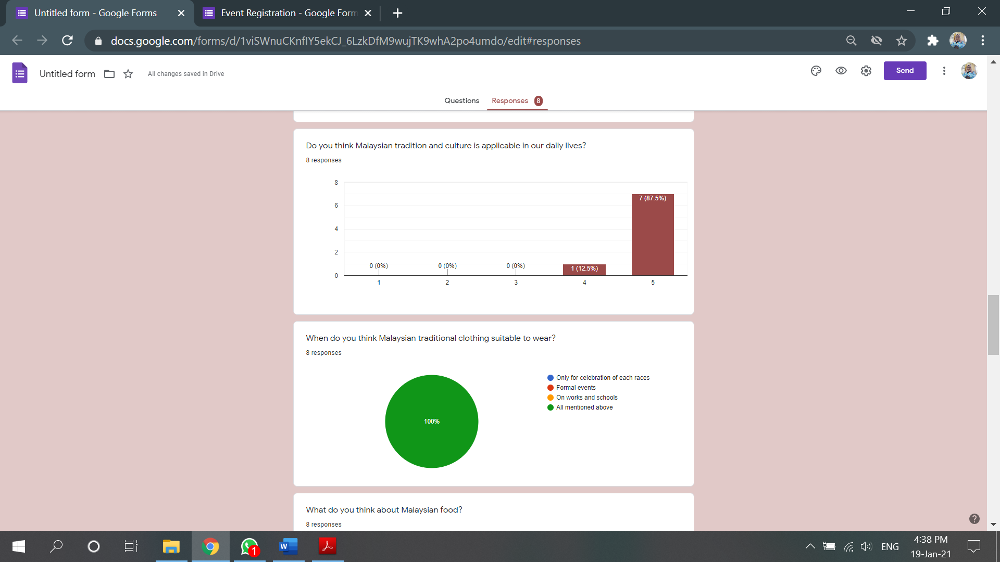 Untitled form - Google Forms
Event Registration - Google Form
docs.google.com/forms/d/1viSWnuCKnflY5ekCJ_6LzkDfM9wujTK9whA2po4umdo/edit#responses
Untitled form
All changes saved in Drive
Send
Questions
Responses 8
Do you think Malaysian tradition and culture is applicable in our daily lives?
8 responses
8
6
4
2
0
0 (0%)
0 (0%)
0 (0%)
1 (12.5%)
7 (87.5%)
1
2
3
4
5
When do you think Malaysian traditional clothing suitable to wear?
8 responses
100%
Only for celebration of each races
Formal events
On works and schools
All mentioned above
What do you think about Malaysian food?
8 responses
1
W
ENG
4:38 PM
19-Jan-21